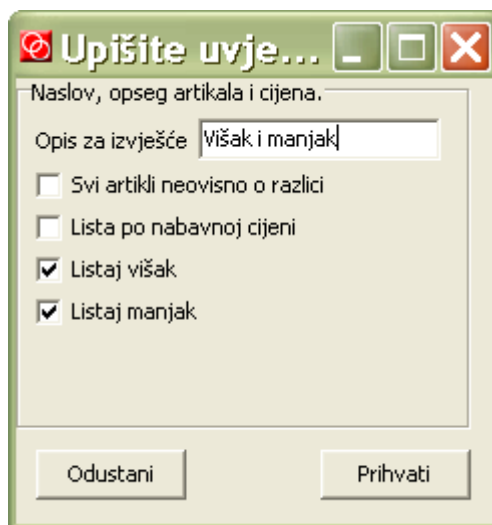 Upišite uvje...
Naslov, opseg artikala i cijena.
Opis za izvješće Višak i manjak
Svi artikli neovisno o razlici
Lista po nabavnoj cijeni
Listaj višak
Listaj manjak
Odustani Prihvati